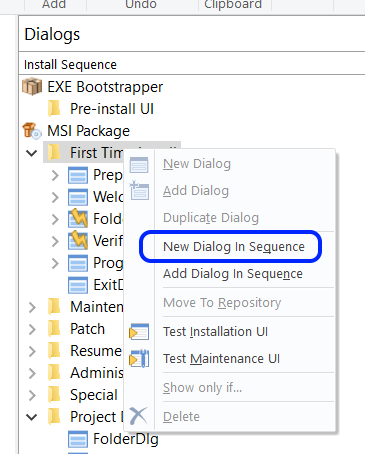 Add Undo Clipboard
Dialogs
Install Sequence
EXE Bootstrapper
Pre-install UI
MSI Package
First Time
Prep
New Dialog
Welc
Add Dialog
Folde
Duplicate Dialog
Verif
New Dialog In Sequence
Prog
Add Dialog In Sequence
ExitD
Mainten
Move To Repository
Patch
Test Installation UI
Resume
Test Maintenance UI
Adminis
Special
Show only if...
Project
Delete
FolderDlg